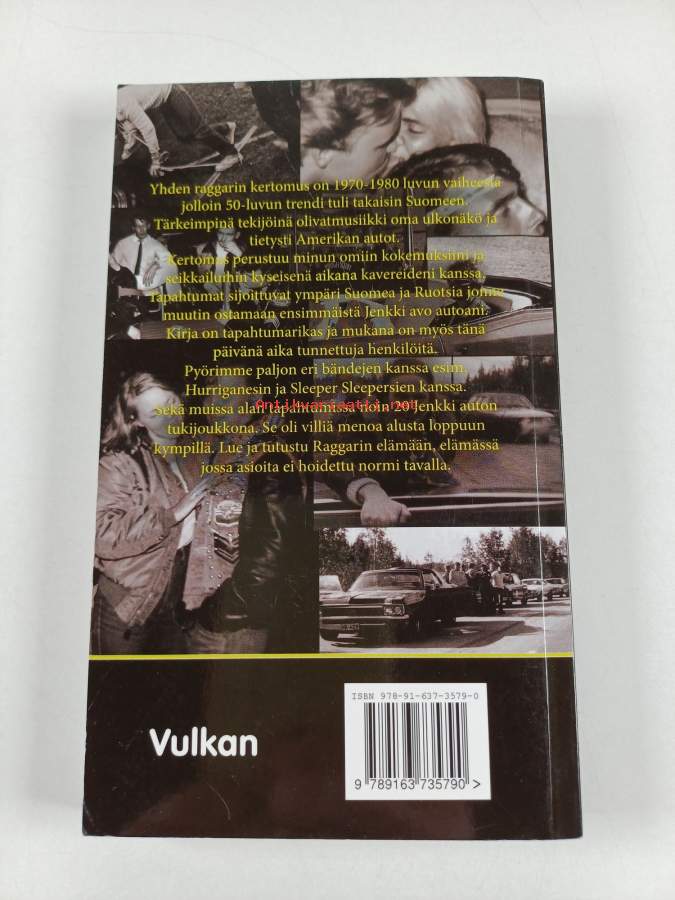 Yhden raggarin kertomus on 1970-1980 luvun vaiheesta
jolloin 50-luvun trendi tuli takaisin Suomeen.
Tärkeimpinä tekijöinä olivatmusiikki oma ulkonäkö ja
tietysti Amerikan autot.
Kertomus perustuu minun omiin kokemuksiini ja
seikkailuihin kyseisenä aikana kavereideni kanssa.
Tapahtumat sijoittuvat ympäri Suomea ja Ruotsia jonne
muutin ostamaan ensimmäistä Jenkki avo autoani.
Kirja on tapahtumarikas ja mukana on myös tänä
päivänä aika tunnettuja henkilöitä.
Pyörimme paljon eri bändejen kanssa esim.
Hurriganesin ja Sleeper Sleepersien kanssa.
antikvariaatti.net
Sekä muissa alan tapahtumissa noin 20 Jenkki auton
tukijoukkona. Se oli villiä menoa alusta loppuun
kympillä. Lue ja tutustu Raggarin elämään, elämässä
jossa asioita ei hoidettu normi tavalla.
ISBN 978-91-637-3579-0
Vulkan
9 789163 735790 >